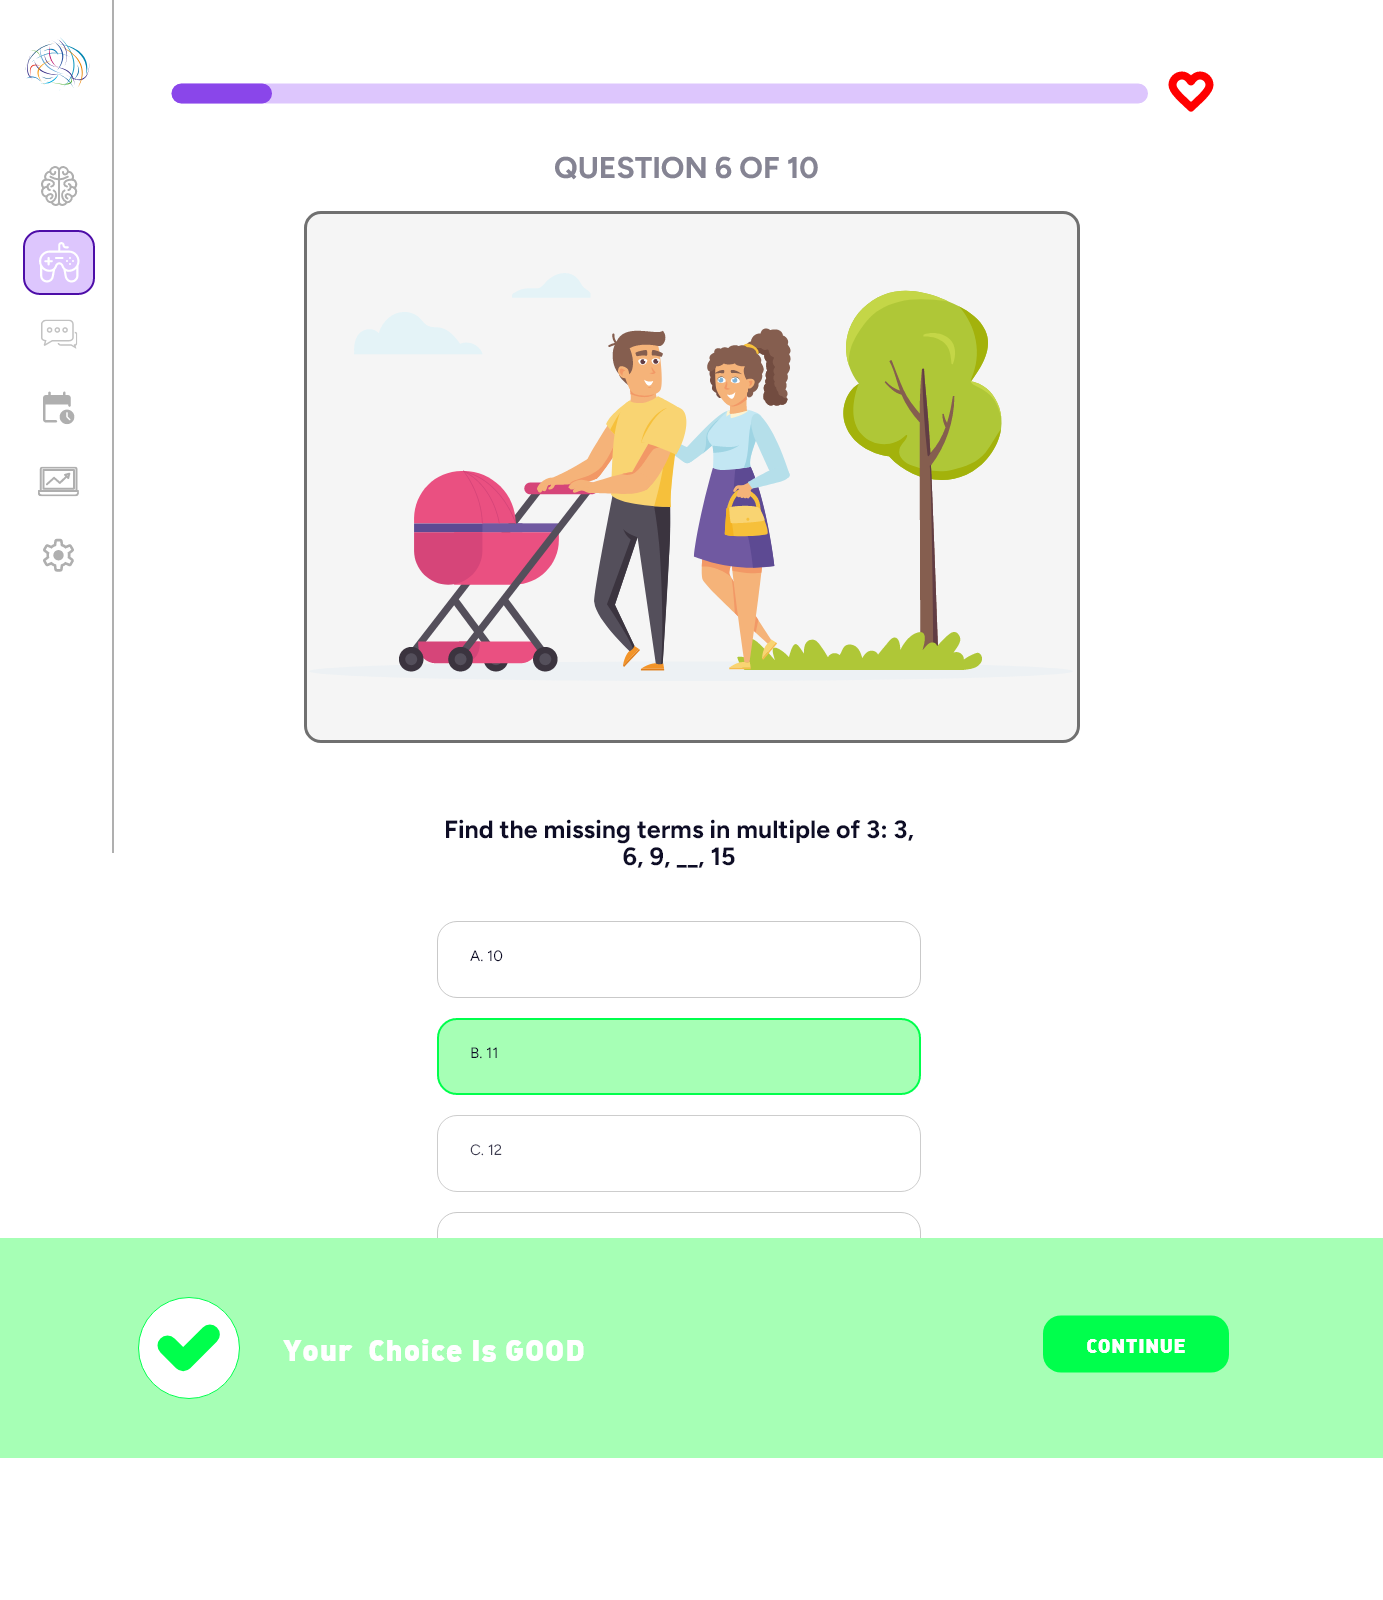 QUESTION 6 OF 10
Find the missing terms in multiple of 3: 3,
6, 9, __, 15
A. 10
B. 11
C. 12
Your Choice Is GOOD
CONTINUE